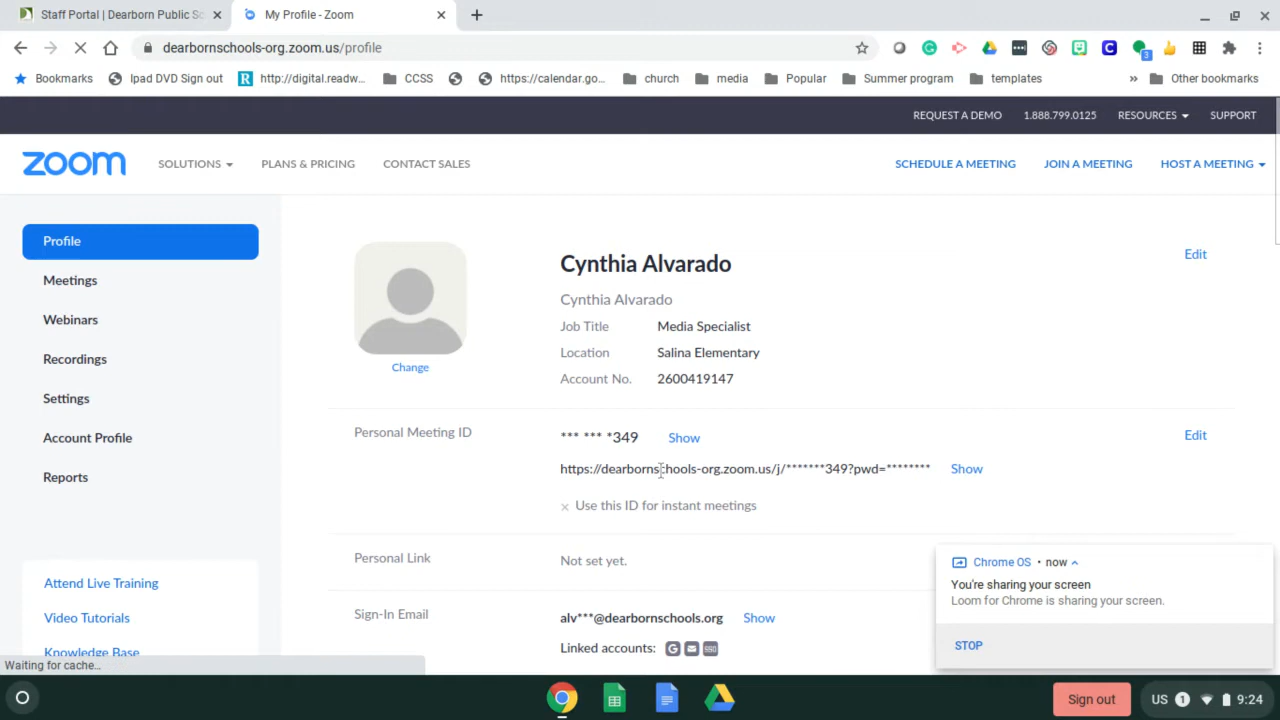 Staff Portal | Dearborn Public Sc
My Profile - Zoom
dearbornschools-org.zoom.us/profile
3
Bookmarks
Ipad DVD Sign out
http://digital.readw...
CCSS
https://calendar.go...
church
media
Popular
Summer program
templates
»
Other bookmarks
REQUEST A DEMO
1.888.799.0125
RESOURCES
SUPPORT
zoom
SOLUTIONS
PLANS & PRICING
CONTACT SALES
SCHEDULE A MEETING
JOIN A MEETING
HOST A MEETING
Profile
Meetings
Webinars
Recordings
Settings
Account Profile
Reports
Attend Live Training
Video Tutorials
Knowledge Base
Waiting for cache...
Change
Cynthia Alvarado
Edit
Cynthia Alvarado
Job Title Media Specialist
Location Salina Elementary
Account No. 2600419147
Personal Meeting ID
*** *** *349 Show
Edit
https://dearbornschools-org.zoom.us/j/*******349?pwd=******** Show
× Use this ID for instant meetings
Personal Link
Not set yet.
Sign-In Email
alv***@dearbornschools.org Show
Linked accounts:
SSO
Chrome OS • now
You're sharing your screen
Loom for Chrome is sharing your screen.
STOP
Sign out
US 1 9:24